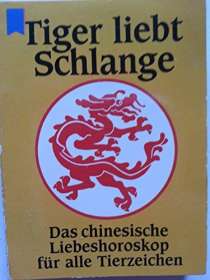 Tiger liebt
Schlange
Das chinesische
Liebeshoroskop
für alle Tierzeichen